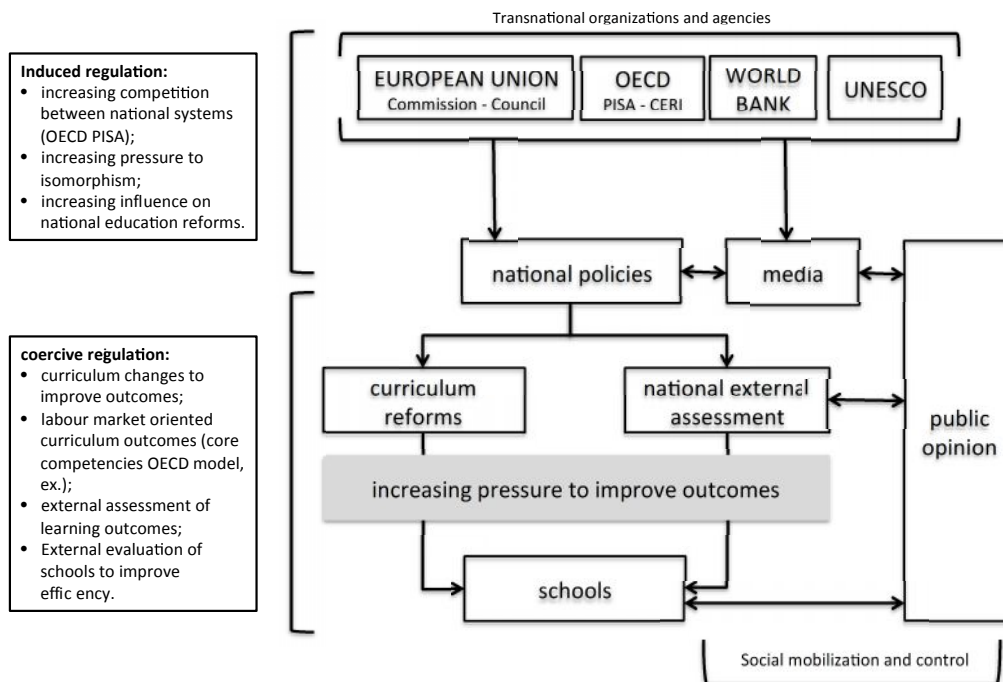 Transnational organizations and agencies
Induced regulation:
• increasing competition
between national systems
(OECD PISA);
• increasing pressure to
isomorphism;
• increasing influence on
national education reforms.
EUROPEAN UNION
Commission - Council
OECD
PISA - CERI
WORLD
BANK
UNESCO
national policies
media
coercive regulation:
• curriculum changes to
improve outcomes;
• labour market oriented
curriculum outcomes (core
competencies OECD model,
ex.);
• external assessment of
learning outcomes;
• External evaluation of
schools to improve
effic ency.
curriculum
reforms
national external
assessment
public
opinion
increasing pressure to improve outcomes
schools
Social mobilization and control